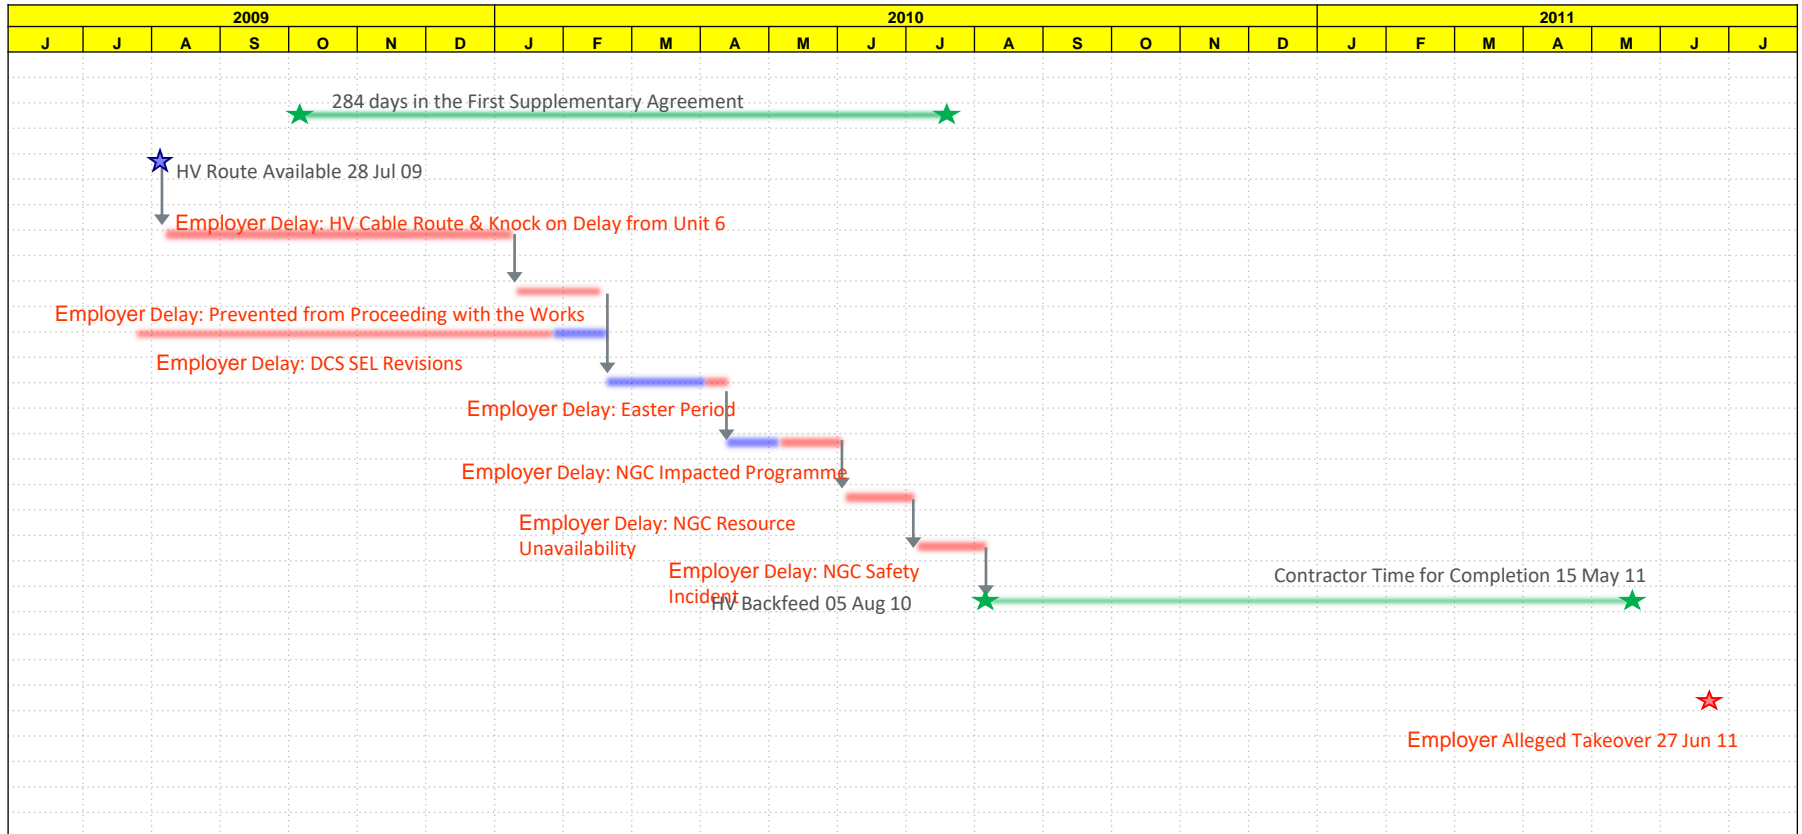 2009 2010 2011
J J A S O N D J F M A M J J A S O N D J F M A M J J
284 days in the First Supplementary Agreement
HV Route Available 28 Jul 09
Employer Delay: HV Cable Route & Knock on Delay from Unit 6
Employer Delay: Prevented from Proceeding with the Works
Employer Delay: DCS SEL Revisions
Employer Delay: Easter Period
Employer Delay: NGC Impacted Programme
Employer Delay: NGC Resource
Unavailability
Employer Delay: NGC Safety
Incident
Contractor Time for Completion 15 May 11
HV Backfeed 05 Aug 10
Employer Alleged Takeover 27 Jun 11